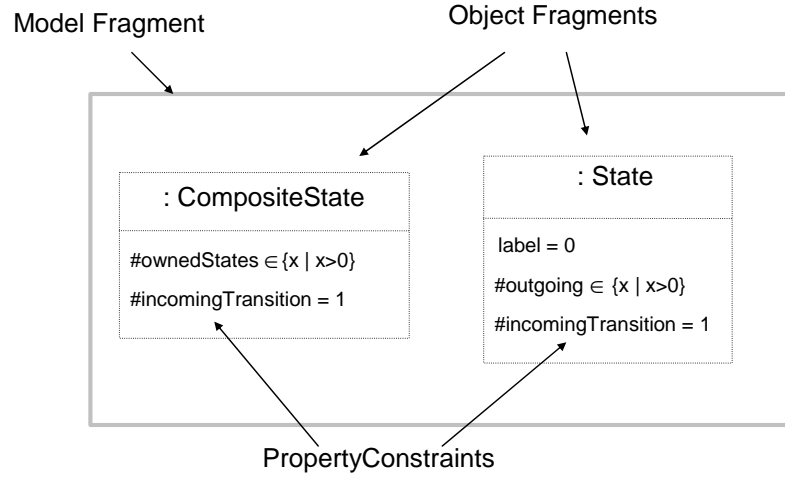 Model Fragment
Object Fragments
: CompositeState
#ownedStates ∈ {x | x>0}
#incomingTransition = 1
: State
label = 0
#outgoing ∈ {x | x>0}
#incomingTransition = 1
PropertyConstraints